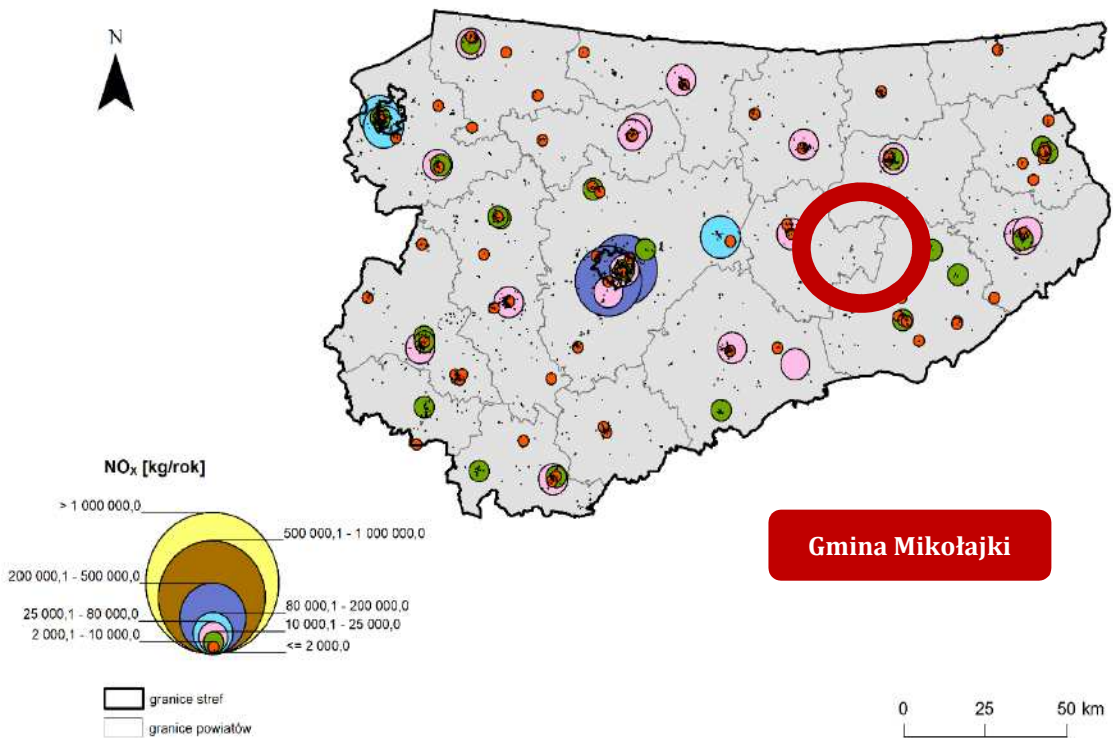 N
NOx [kg/rok]
> 1 000 000,0
500 000,1 - 1 000 000,0
200 000,1 - 500 000,0
80 000,1 - 200 000,0
25 000,1 - 80 000,0
10 000,1 - 25 000,0
2 000,1 - 10 000,0
<= 2 000,0
granice stref
granice powiatów
Gmina Mikołajki
0 25 50 km